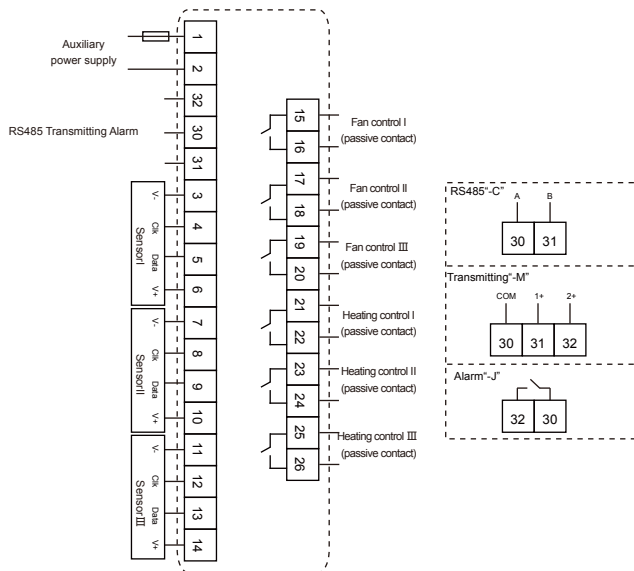 Auxiliary
power supply
RS485 Transmitting Alarm
1
2
32
30
31
3
4
5
6
7
8
9
10
11
12
13
14
V-
Clk
Data
V+
SensorⅠ
V-
Clk
Data
V+
SensorⅡ
V-
Clk
Data
V+
SensorⅢ
15
16
17
18
19
20
21
22
23
24
25
26
Fan control Ⅰ
(passive contact)
Fan control Ⅱ
(passive contact)
Fan control Ⅲ
(passive contact)
Heating control Ⅰ
(passive contact)
Heating control Ⅱ
(passive contact)
Heating control Ⅲ
(passive contact)
RS485"-C"
A B
30 31
Transmitting"-M"
COM 1+ 2+
30 31 32
Alarm"-J"
32 30